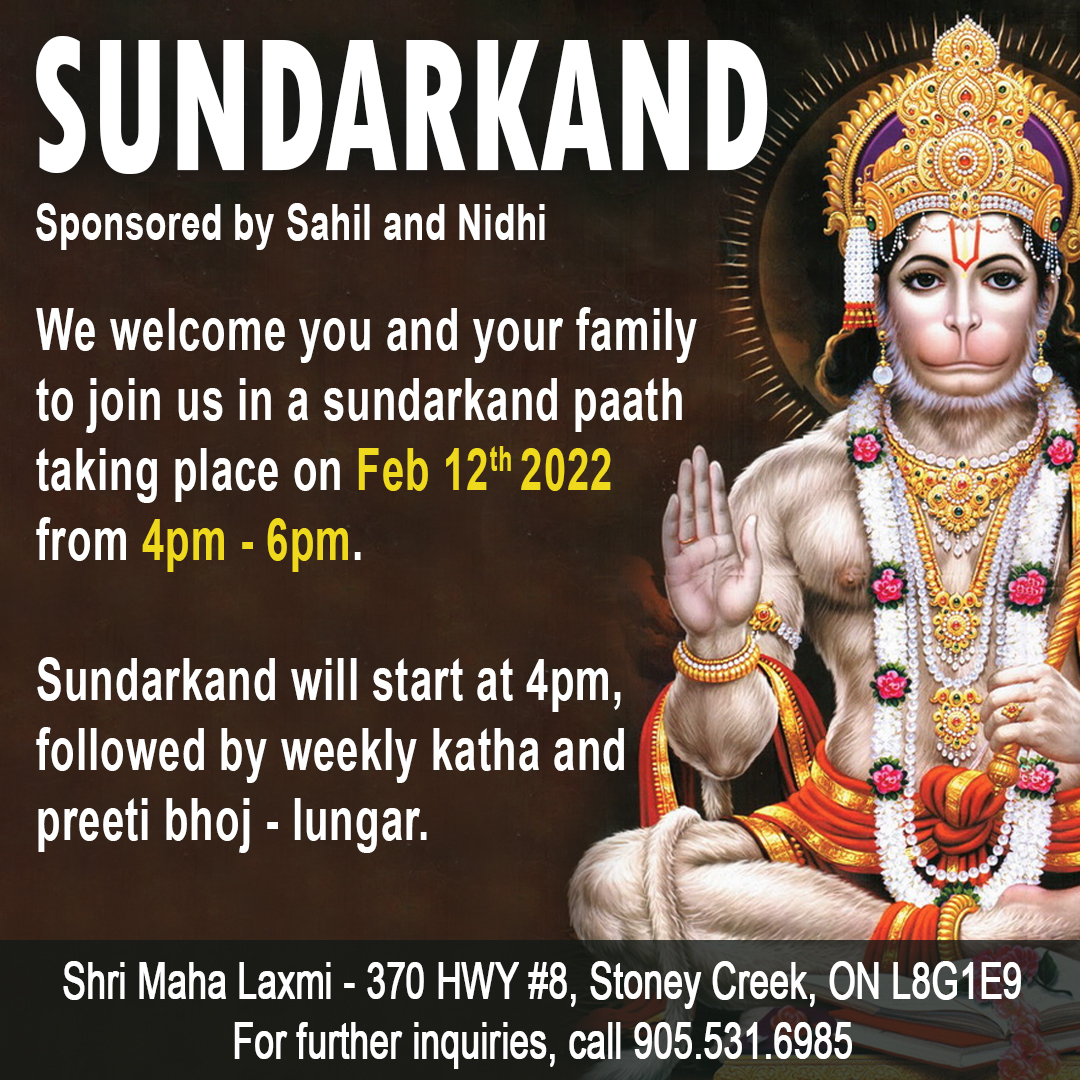 SUNDARKAND
Sponsored by Sahil and Nidhi
We welcome you and your family
to join us in a sundarkand paath
taking place on Feb 12th 2022
from 4pm - 6pm.
Sundarkand will start at 4pm,
followed by weekly katha and
preeti bhoj - lungar.
Shri Maha Laxmi - 370 HWY #8, Stoney Creek, ON L8G1E9
For further inquiries, call 905.531.6985